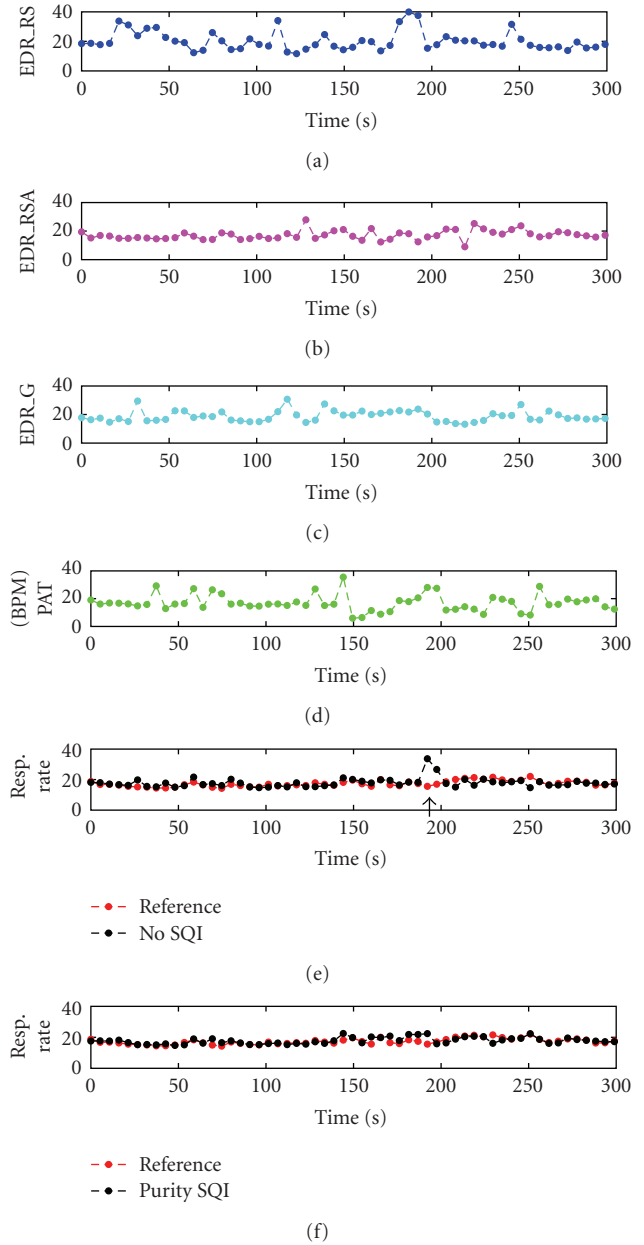 EDR_RS
40
20
0
0 50 100 150 200 250 300
Time (s)
(a)
EDR_RSA
40
20
0
0 50 100 150 200 250 300
Time (s)
(b)
EDR_G
40
20
0
0 50 100 150 200 250 300
Time (s)
(c)
(BPM)
PAT
40
20
0
0 50 100 150 200 250 300
Time (s)
(d)
Resp.
rate
40
20
0
0 50 100 150 200 250 300
Time (s)
Reference
No SQI
(e)
Resp.
rate
40
20
0
0 50 100 150 200 250 300
Time (s)
Reference
Purity SQI
(f)